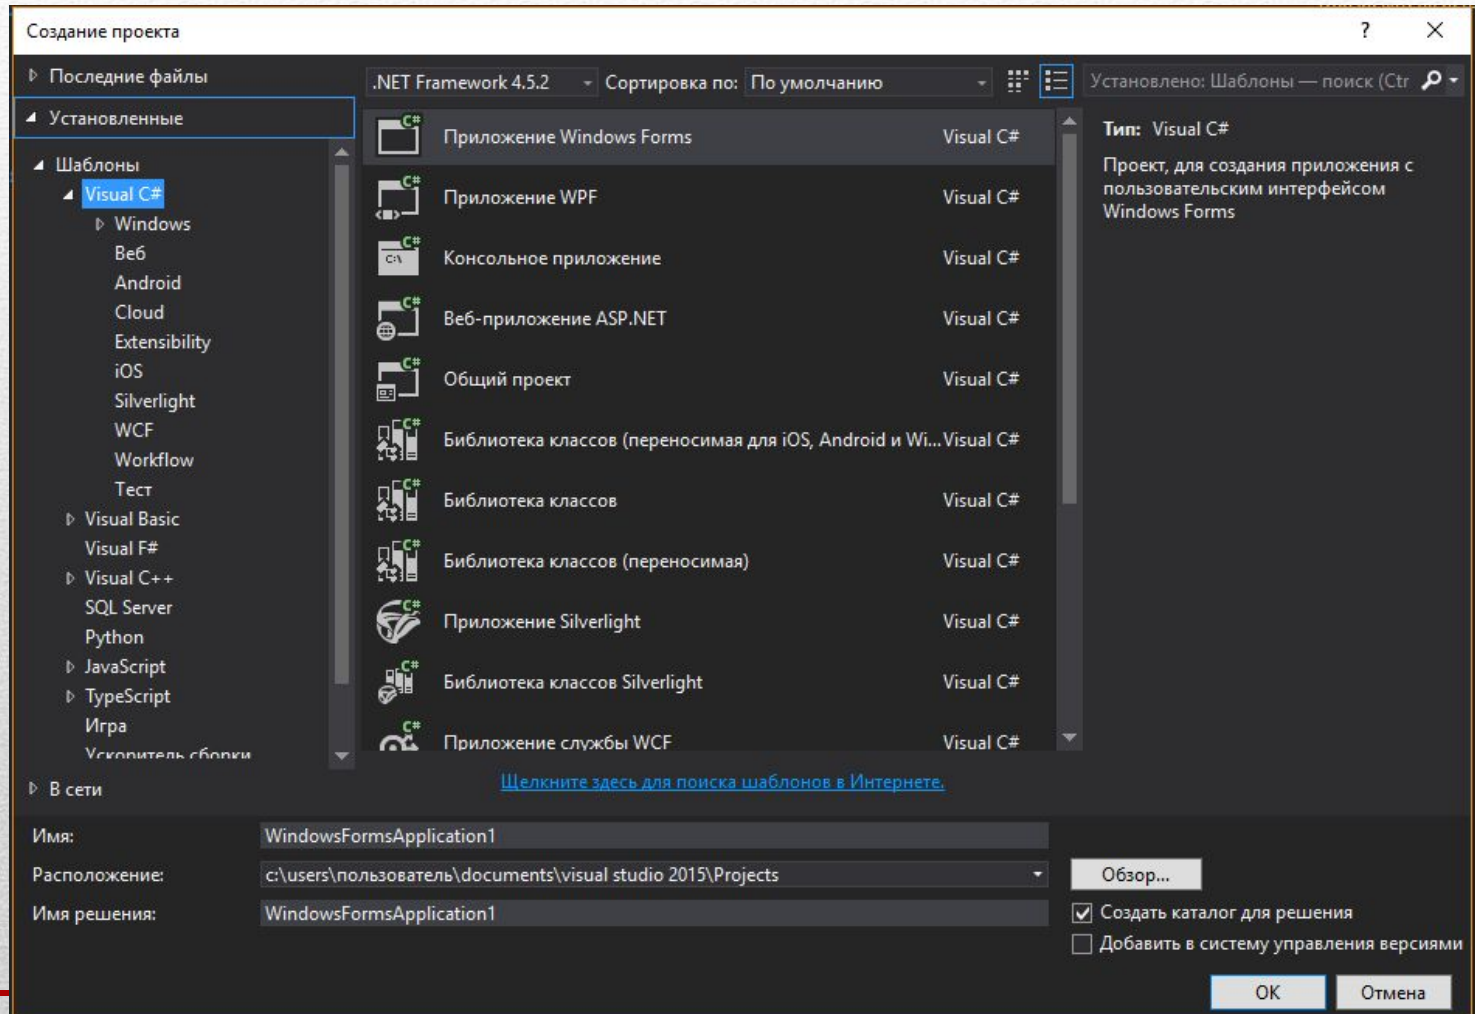 Создание проекта
?
Последние файлы
.NET Framework 4.5.2
Сортировка по:
По умолчанию
Установлено: Шаблоны — поиск (Ctr
Установленные
Шаблоны
Visual C#
Windows
Веб
Android
Cloud
Extensibility
iOS
Silverlight
WCF
Workflow
Тест
Visual Basic
Visual F#
Visual C++
SQL Server
Python
JavaScript
TypeScript
Игра
Ускоритель сборки
В сети
Приложение Windows Forms Visual C#
Приложение WPF Visual C#
Консольное приложение Visual C#
Веб-приложение ASP.NET Visual C#
Общий проект Visual C#
Библиотека классов (переносимая для iOS, Android и Wi... Visual C#
Библиотека классов Visual C#
Библиотека классов (переносимая) Visual C#
Приложение Silverlight Visual C#
Библиотека классов Silverlight Visual C#
Приложение службы WCF Visual C#
Щелкните здесь для поиска шаблонов в Интернете.
Тип: Visual C#
Проект, для создания приложения с
пользовательским интерфейсом
Windows Forms
Имя: WindowsFormsApplication1
Расположение: c:\users\пользователь\documents\visual studio 2015\Projects
Обзор...
Имя решения: WindowsFormsApplication1
Создать каталог для решения
Добавить в систему управления версиями
ОК
Отмена